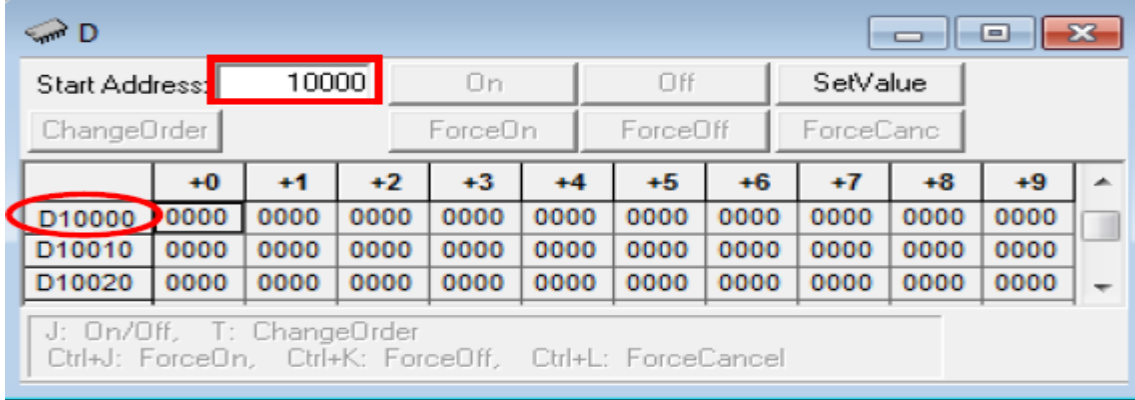 D
Start Address: 10000 On Off SetValue
ChangeOrder ForceOn ForceOff ForceCanc
+0 +1 +2 +3 +4 +5 +6 +7 +8 +9
D10000 0000 0000 0000 0000 0000 0000 0000 0000 0000 0000
D10010 0000 0000 0000 0000 0000 0000 0000 0000 0000 0000
D10020 0000 0000 0000 0000 0000 0000 0000 0000 0000 0000
J: On/Off, T: ChangeOrder
Ctrl+J: ForceOn, Ctrl+K: ForceOff, Ctrl+L: ForceCancel